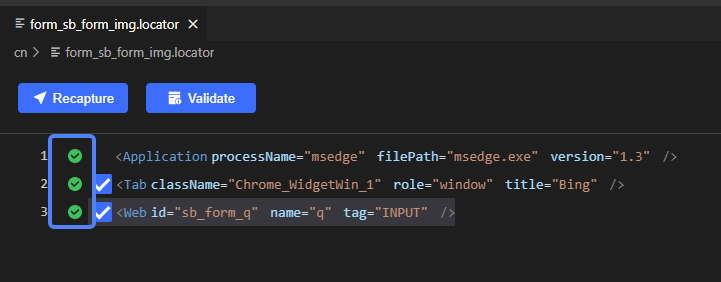 form_sb_form_img.locator
cn > form_sb_form_img.locator
Recapture Validate
1 <Application processName="msedge" filePath="msedge.exe" version="1.3" />
2 <Tab className="Chrome_WidgetWin_1" role="window" title="Bing" />
3 <Web id="sb_form_q" name="q" tag="INPUT" />